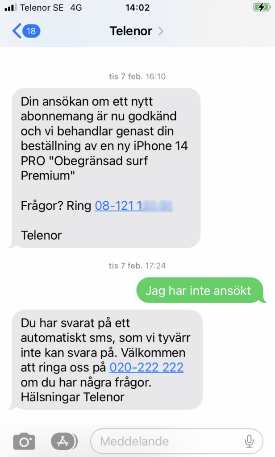 Telenor SE 4G 14:02
18 Telenor
tis 7 feb. 16:10
Din ansökan om ett nytt
abonnemang är nu godkänd
och vi behandlar genast din
beställning av en ny iPhone 14
PRO "Obegränsad surf
Premium"
Frågor? Ring 08-121 1
Telenor
tis 7 feb. 17:24
Jag har inte ansökt
Du har svarat på ett
automatiskt sms, som vi tyvärr
inte kan svara på. Välkommen
att ringa oss på 020-222 222
om du har några frågor.
Hälsningar Telenor
Meddelande